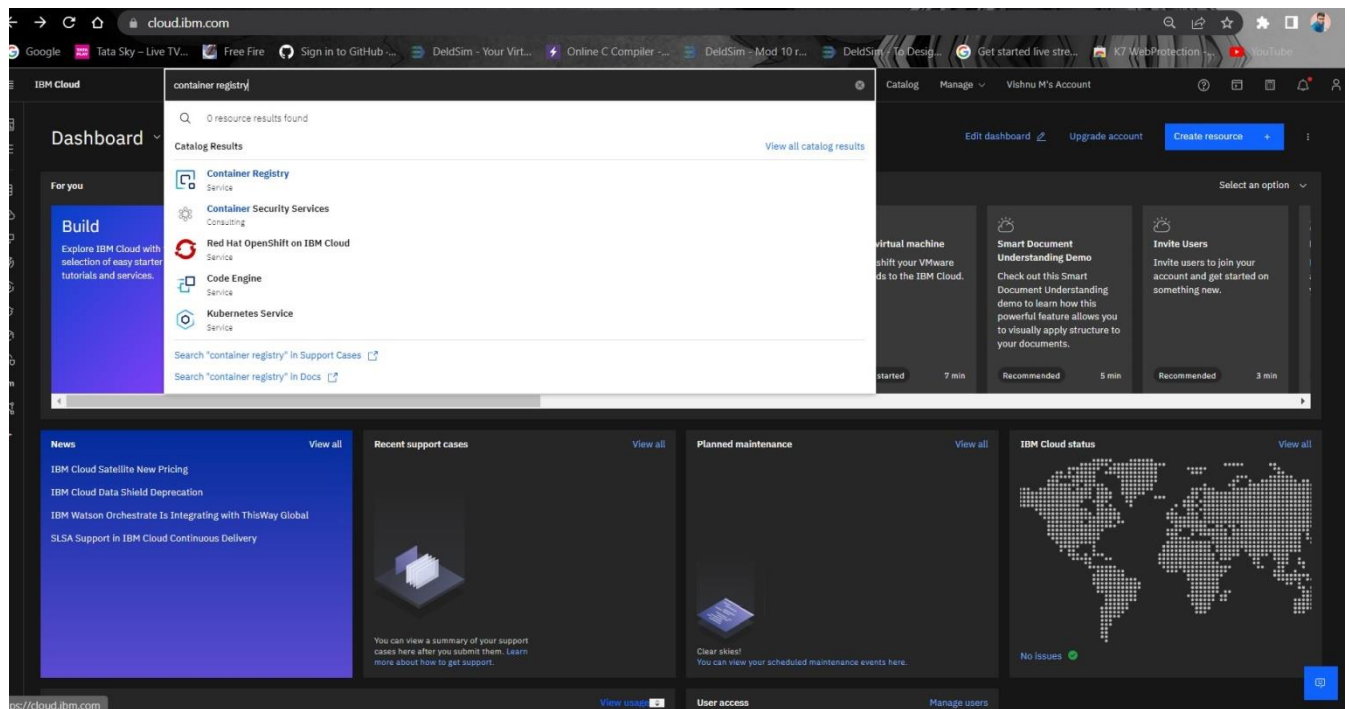 cloud.ibm.com
Google
Tata Sky – Live TV...
Free Fire
Sign in to GitHub ·...
DeldSim - Your Virt...
Online C Compiler -...
DeldSim - Mod 10 r...
DeldSim - To Desig...
Get started live stre...
K7 WebProtection -...
YouTube
IBM Cloud
container registry
Catalog
Manage
Vishnu M's Account
Dashboard
Edit dashboard
Upgrade account
Create resource +
0 resource results found
Catalog Results
View all catalog results
Container Registry
Service
Container Security Services
Consulting
Red Hat OpenShift on IBM Cloud
Service
Code Engine
Service
Kubernetes Service
Service
Search "container registry" in Support Cases
Search "container registry" in Docs
For you
Select an option
Build
Explore IBM Cloud with
selection of easy starter
tutorials and services.
virtual machine
shift your VMware
ds to the IBM Cloud.
started
7 min
Smart Document
Understanding Demo
Check out this Smart
Document Understanding
demo to learn how this
powerful feature allows you
to visually apply structure to
your documents.
Recommended
5 min
Invite Users
Invite users to join your
account and get started on
something new.
Recommended
3 min
News
View all
IBM Cloud Satellite New Pricing
IBM Cloud Data Shield Deprecation
IBM Watson Orchestrate Is Integrating with ThisWay Global
SLSA Support in IBM Cloud Continuous Delivery
Recent support cases
View all
You can view a summary of your support
cases here after you submit them. Learn
more about how to get support.
Planned maintenance
View all
Clear skies!
You can view your scheduled maintenance events here.
IBM Cloud status
View all
No issues
ps://cloud.ibm.com
View usage
User access
Manage users